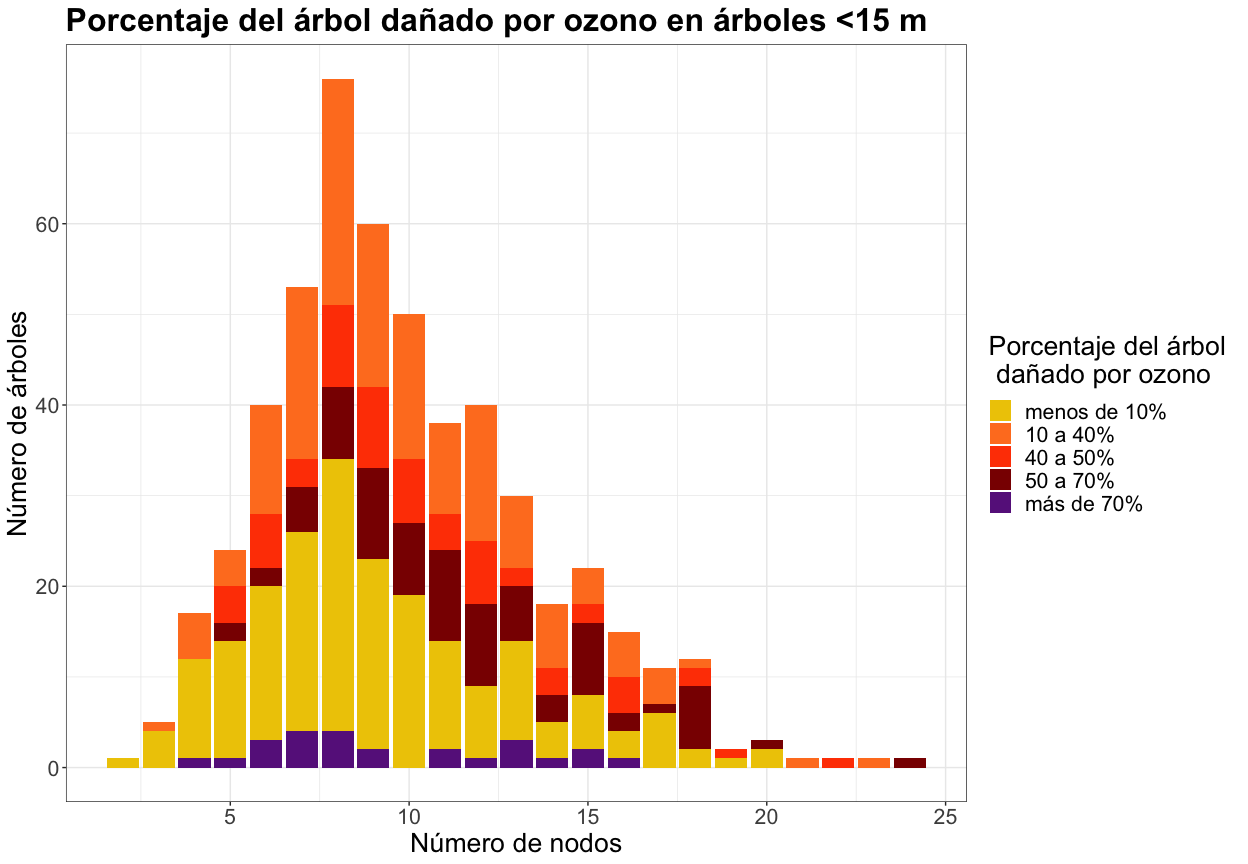 Porcentaje del árbol dañado por ozono en árboles <15 m
Número de árboles
60
40
20
0
5
10
15
20
25
Número de nodos
Porcentaje del árbol
dañado por ozono
menos de 10%
10 a 40%
40 a 50%
50 a 70%
más de 70%